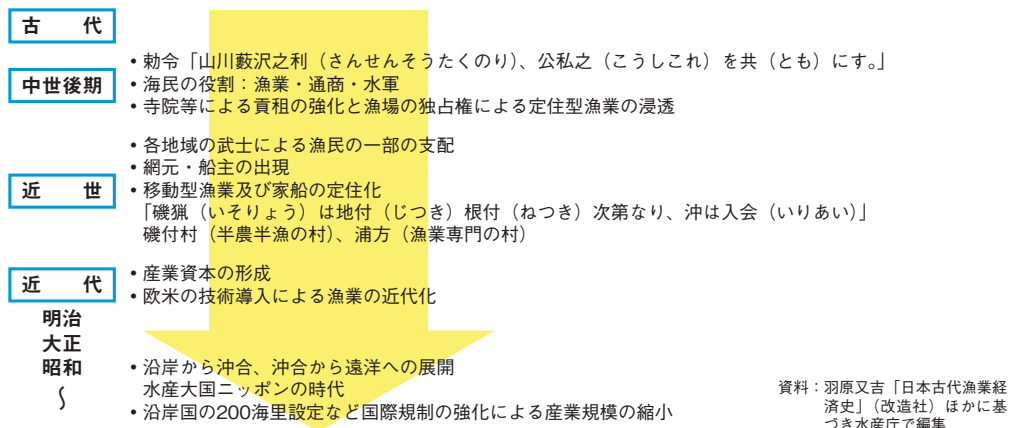 古　代
・勅令「山川藪沢之利（さんせんそうたくのり）、公私之（こうしこれ）を共（とも）にす。」
中世後期
・海民の役割：漁業・通商・水軍
・寺院等による貢租の強化と漁場の独占権による定住型漁業の浸透
・各地域の武士による漁民の一部の支配
・網元・船主の出現
近　世
・移動型漁業及び家船の定住化
「磯猟（いそりょう）は地付（じつき）根付（ねつき）次第なり、沖は入会（いりあい）」
磯付村（半農半漁の村）、浦方（漁業専門の村）
近　代
・産業資本の形成
・欧米の技術導入による漁業の近代化
明治
大正
昭和
〜
・沿岸から沖合、沖合から遠洋への展開
水産大国ニッポンの時代
・沿岸国の200海里設定など国際規制の強化による産業規模の縮小
資料：羽原又吉「日本古代漁業経
済史」（改造社）ほかに基
づき水産庁で編集